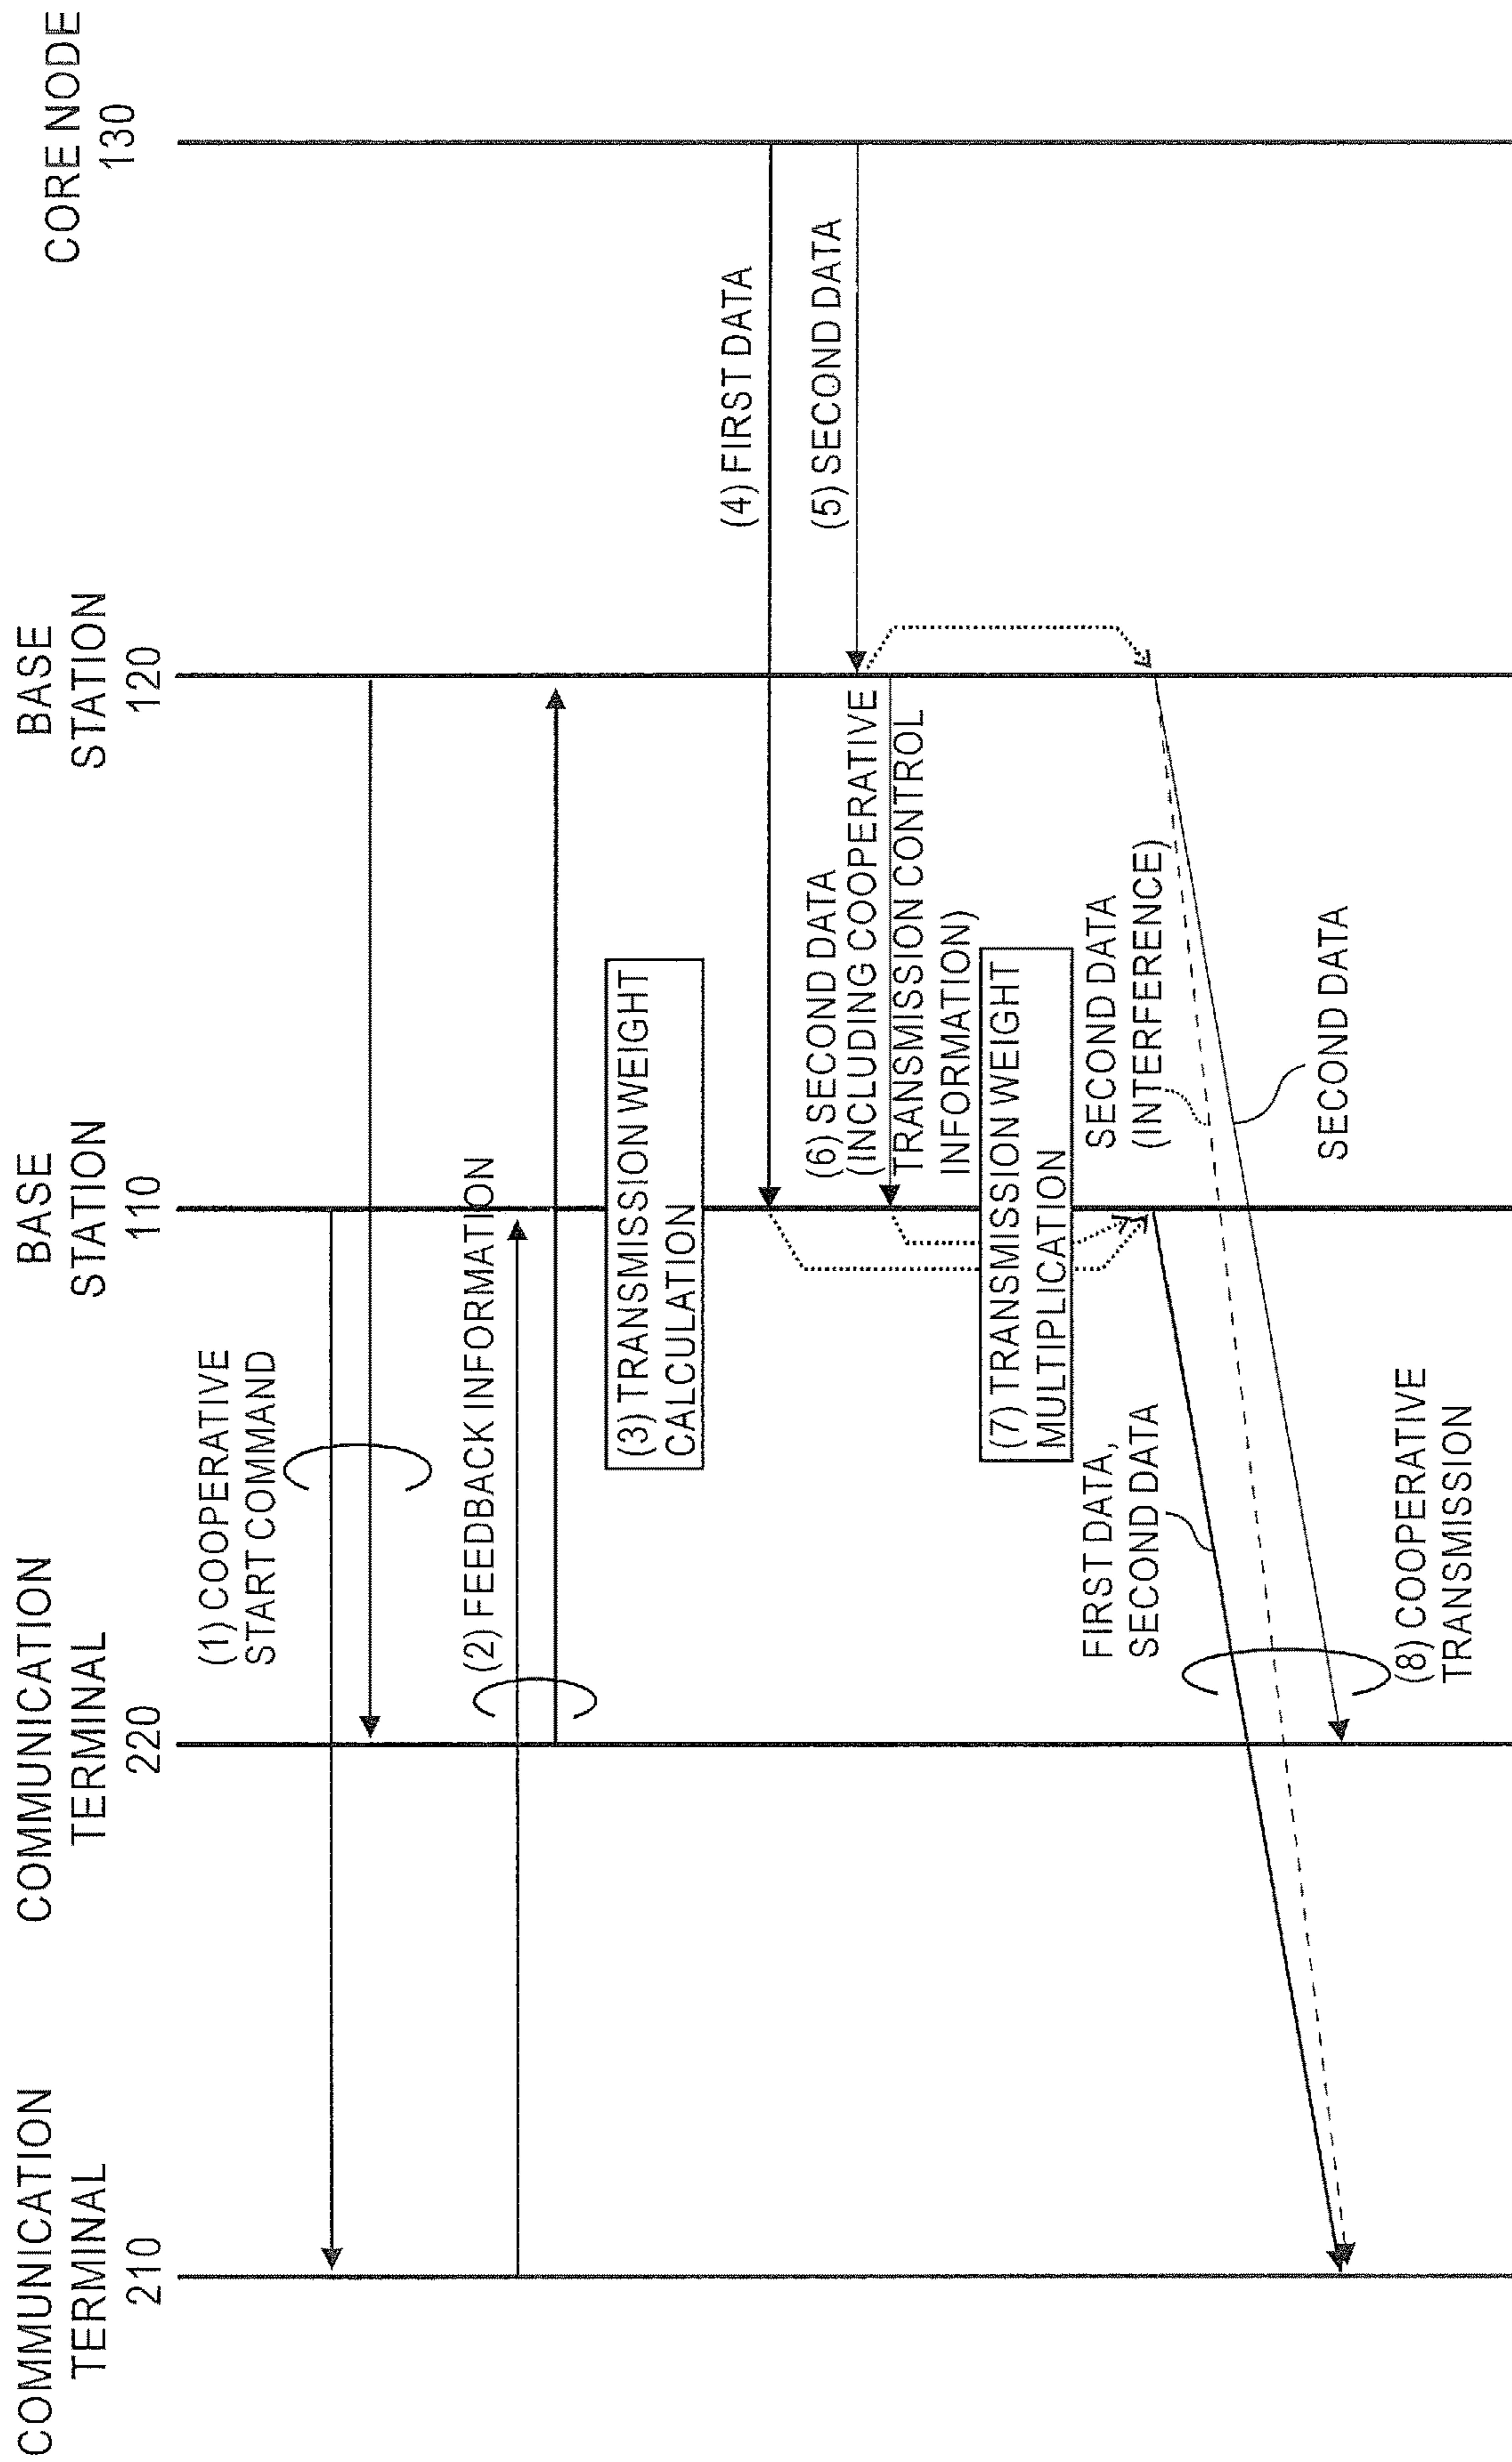 COMMUNICATION
TERMINAL
210
COMMUNICATION
TERMINAL
220
BASE
STATION
110
BASE
STATION
120
CORE NODE
130
(1) COOPERATIVE
START COMMAND
(2) FEEDBACK INFORMATION
(3) TRANSMISSION WEIGHT
CALCULATION
(4) FIRST DATA
(5) SECOND DATA
(6) SECOND DATA
(INCLUDING COOPERATIVE
TRANSMISSION CONTROL
INFORMATION)
(7) TRANSMISSION WEIGHT
MULTIPLICATION
FIRST DATA,
SECOND DATA
SECOND DATA
(INTERFERENCE)
SECOND DATA
(8) COOPERATIVE
TRANSMISSION